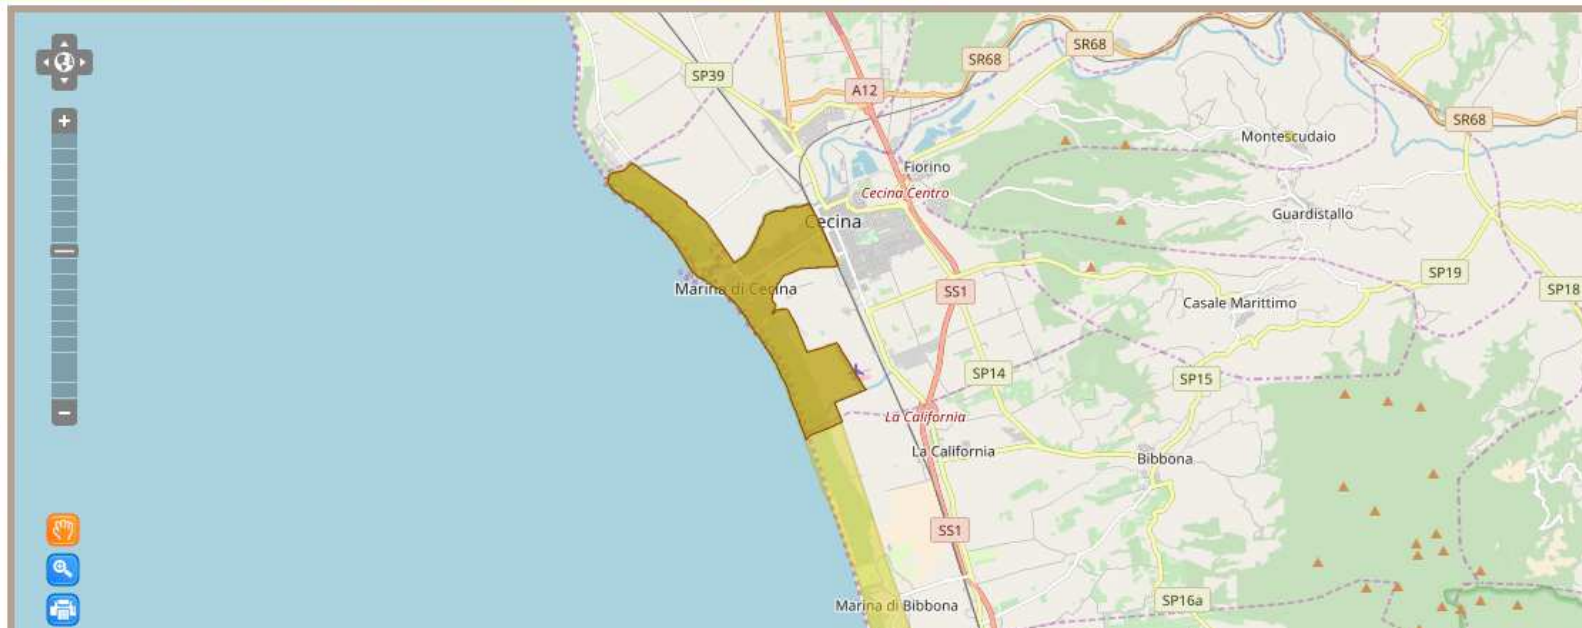 SR68
SR68
SP39
A12
SR68
Montescudaio
Fiorino
Cecina Centro
Guardistallo
Cecina
SP19
Marina di Cecina
SS1
SP18
Casale Marittimo
SP14
SP15
La California
La California
Bibbona
SS1
Marina di Bibbona
SP16a